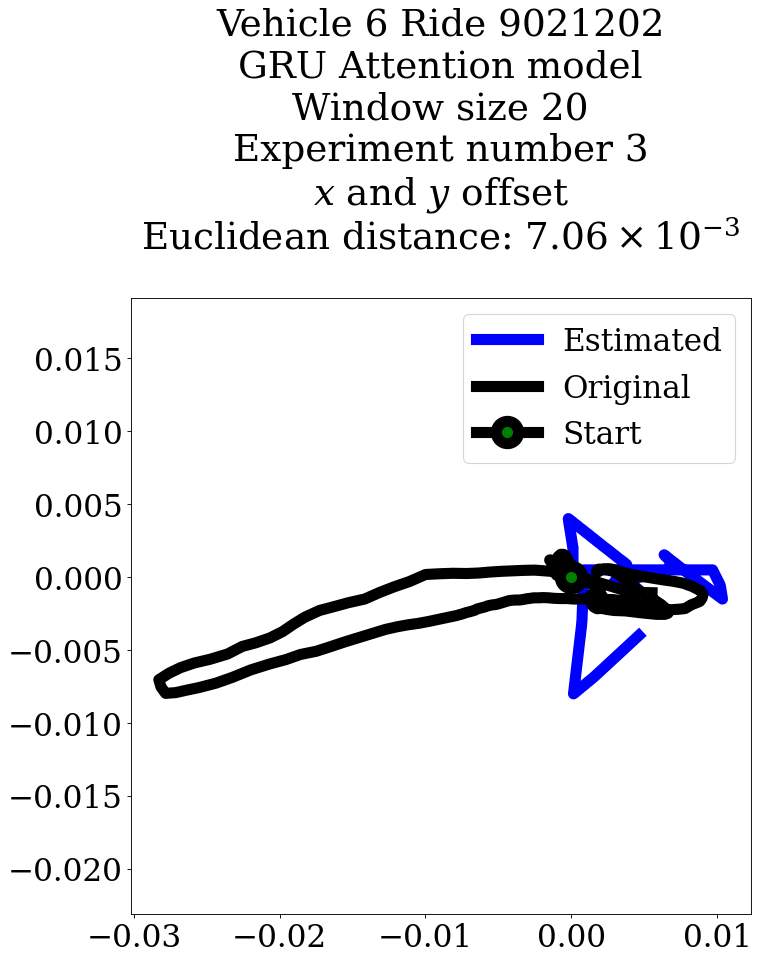 Vehicle 6 Ride 9021202
GRU Attention model
Window size 20
Experiment number 3
x and y offset
Euclidean distance: 7.06 × 10⁻³
Estimated
Original
Start
0.015
0.010
0.005
0.000
−0.005
−0.010
−0.015
−0.020
−0.03 −0.02 −0.01 0.00 0.01